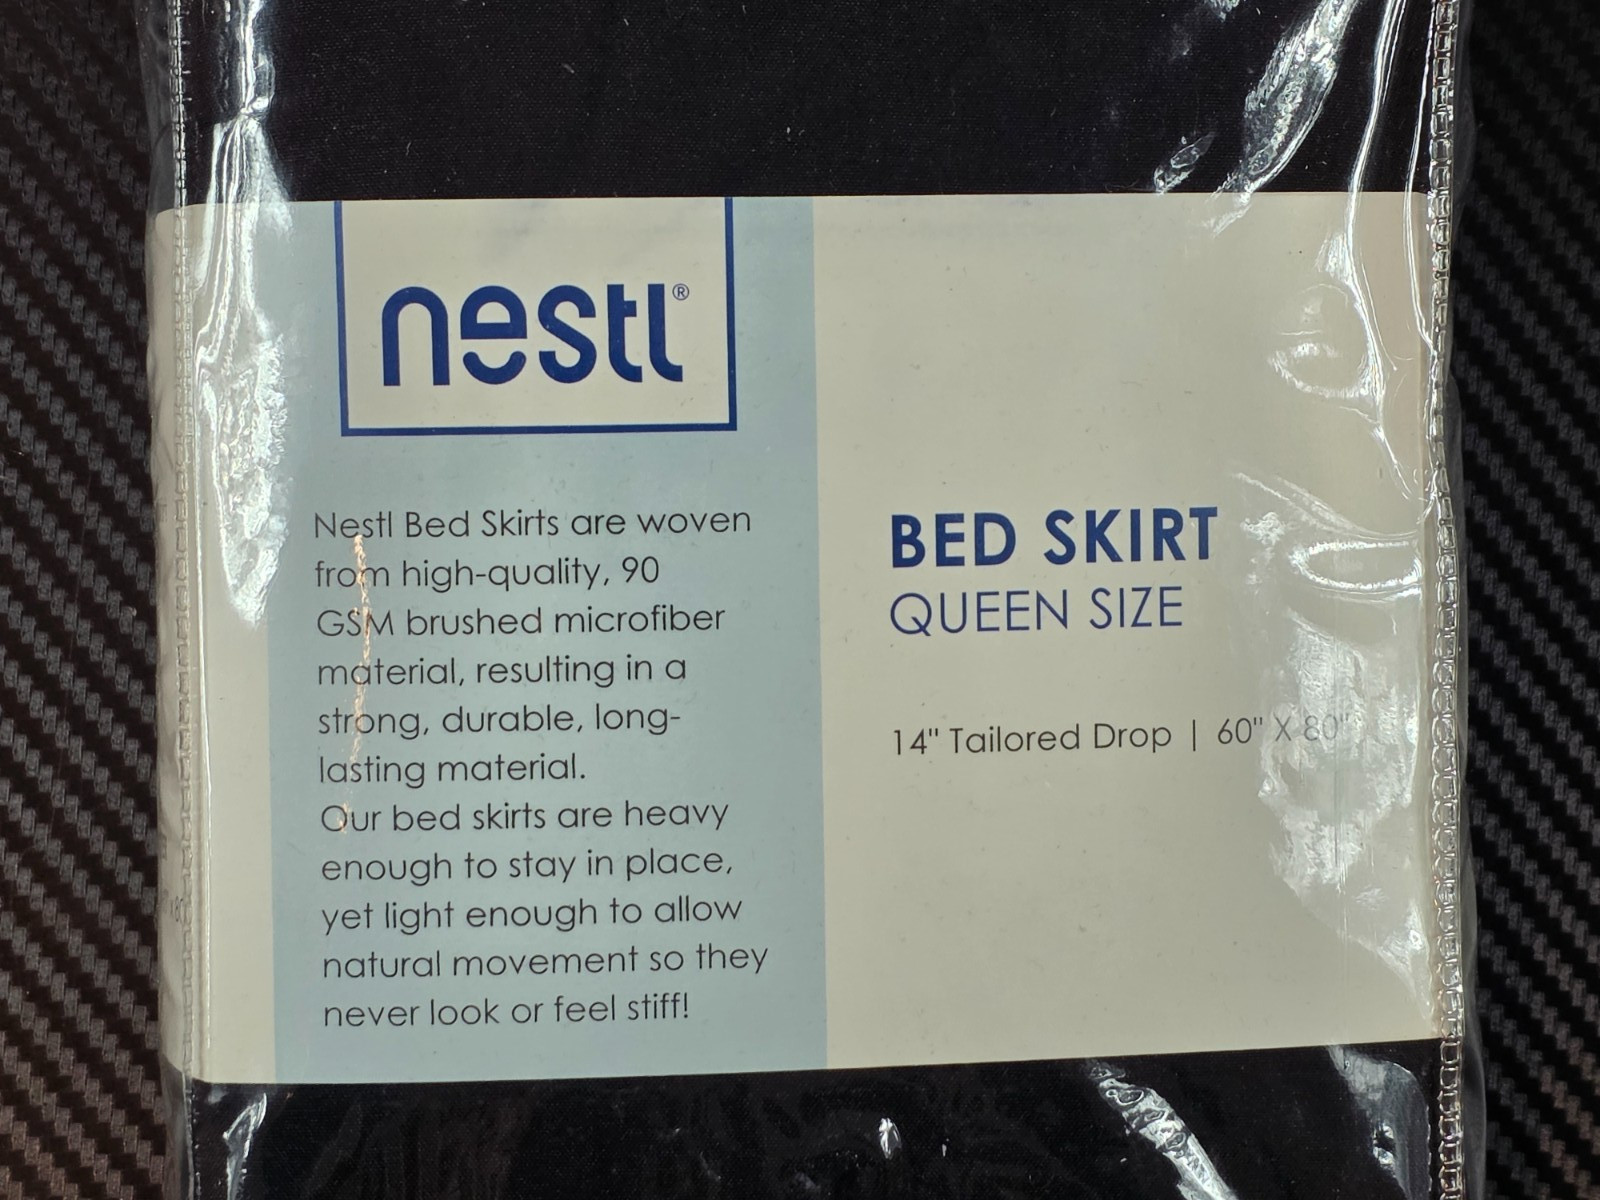 nestl®
Nestl Bed Skirts are woven
from high-quality, 90
GSM brushed microfiber
material, resulting in a
strong, durable, long-
lasting material.
Our bed skirts are heavy
enough to stay in place,
yet light enough to allow
natural movement so they
never look or feel stiff!
BED SKIRT
QUEEN SIZE
14" Tailored Drop | 60" X 80"